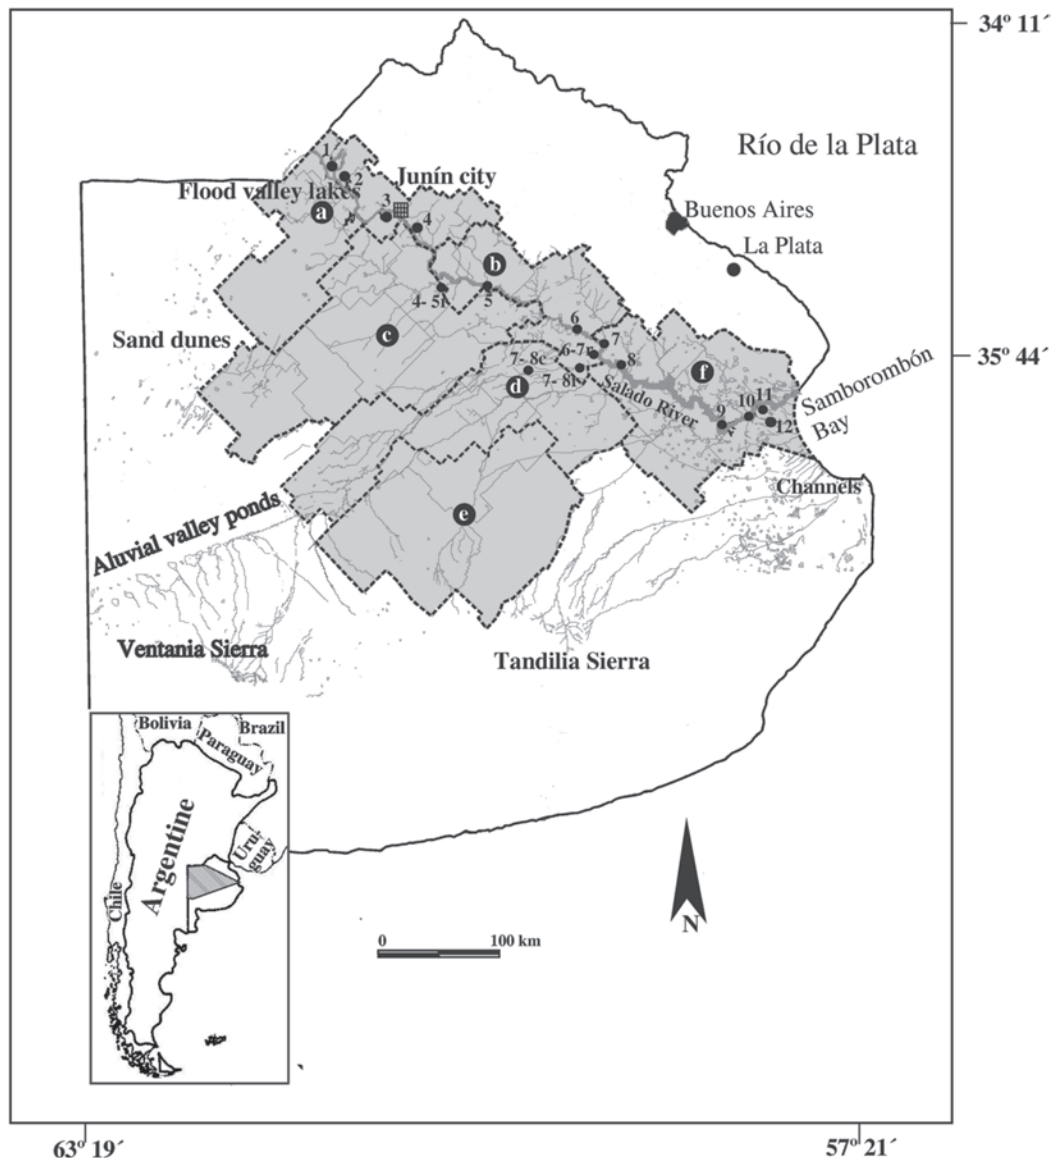 34º 11´
Río de la Plata
1
2
Junín city
Flood valley lakes
a
3
4
Buenos Aires
La Plata
b
4- 5t
5
c
Sand dunes
6
7
6-7r
8
35º 44´
7- 8c
7- 8t
d
f
Salado River
Samborombón
Bay
9
10
11
12
Channels
e
Aluvial valley ponds
Ventania Sierra
Tandilia Sierra
Bolivia
Brazil
Paraguay
Argentine
Uru-
guay
Chile
N
0
100 km
63º 19´
57º 21´